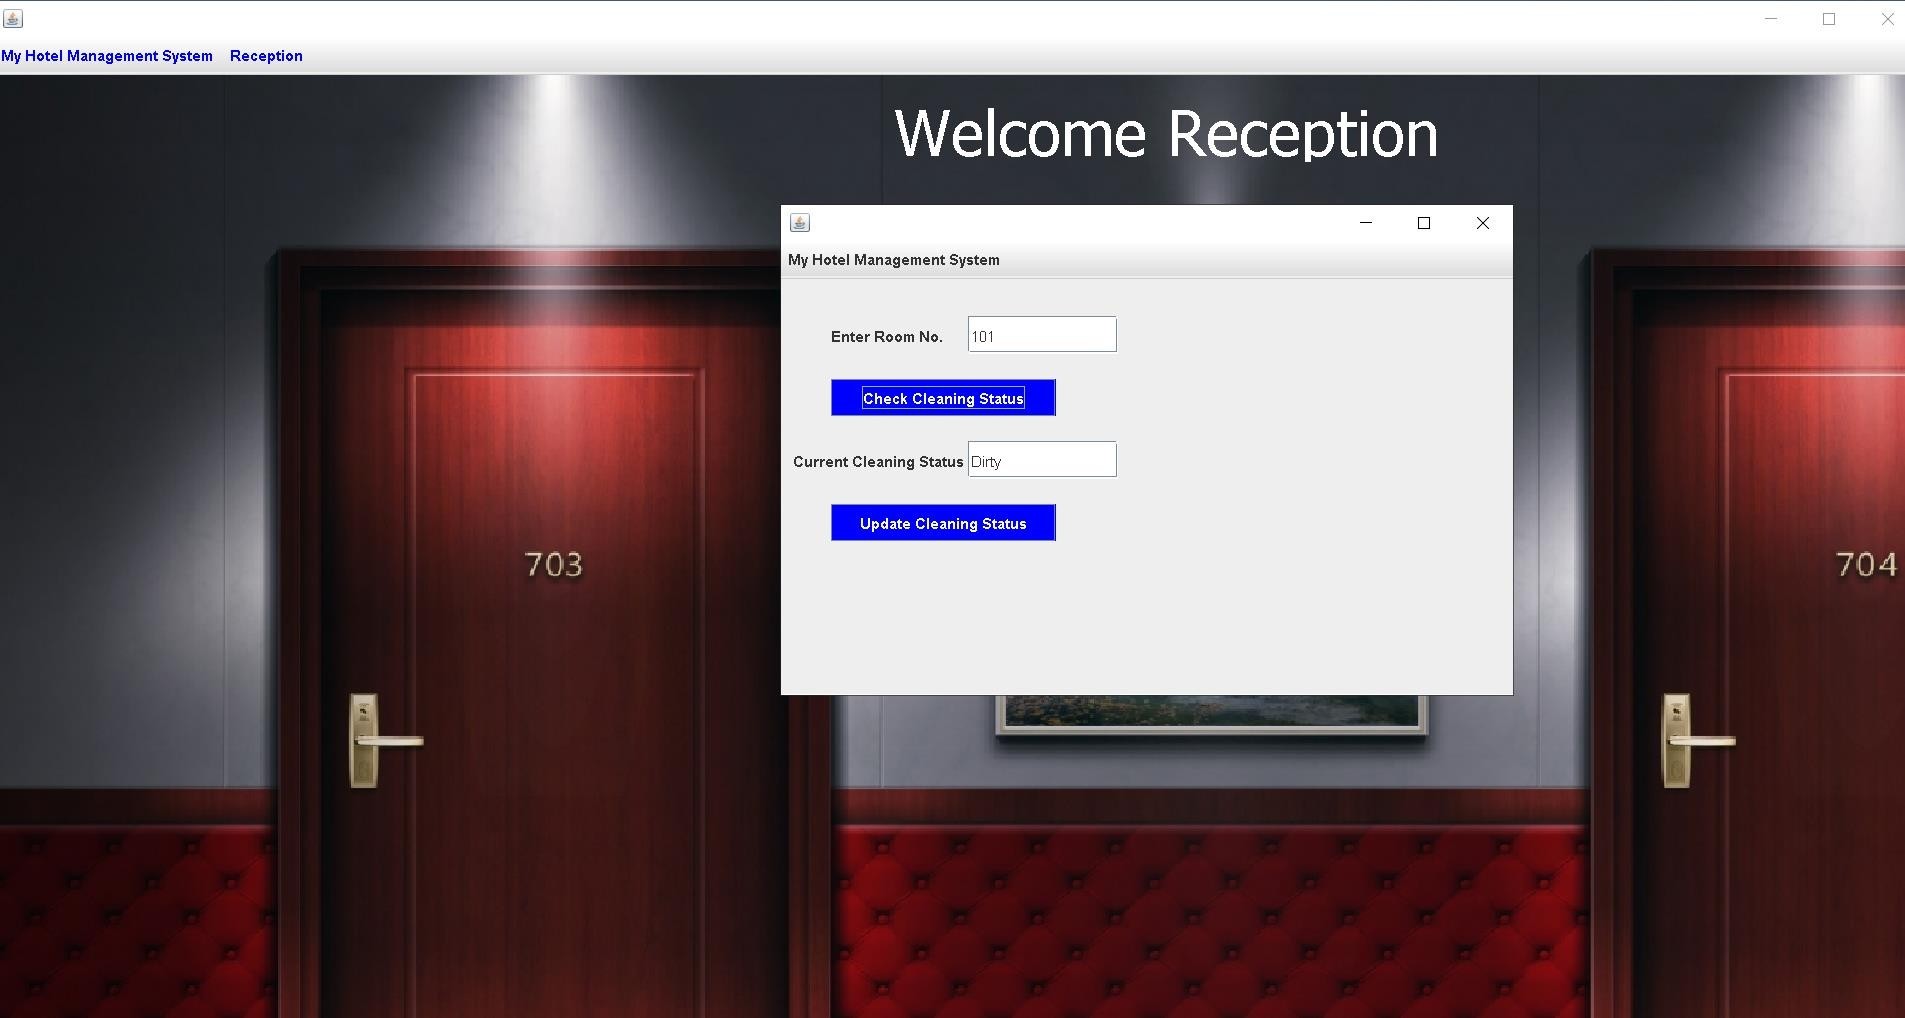 My Hotel Management System Reception
Welcome Reception
My Hotel Management System
Enter Room No. 101
Check Cleaning Status
Current Cleaning Status Dirty
Update Cleaning Status
703
704